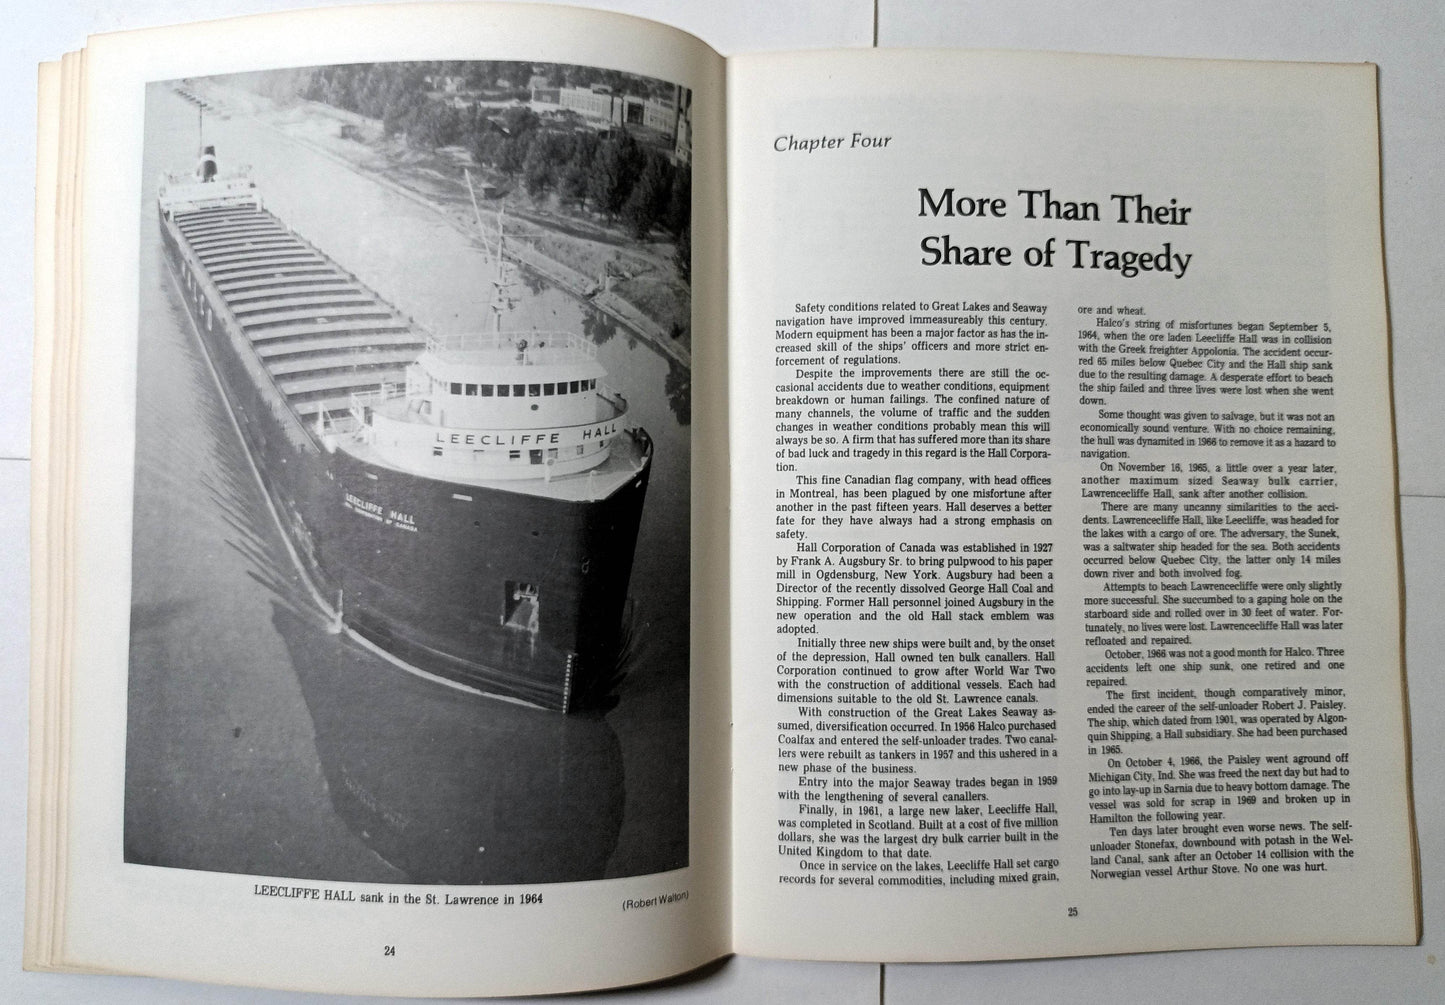 LEECLIFFE HALL
LEECLIFFE HALL
HALL CORPORATION OF CANADA
LEECLIFFE HALL sank in the St. Lawrence in 1964
(Robert Walton)
24
Chapter Four
More Than Their
Share of Tragedy
Safety conditions related to Great Lakes and Seaway
navigation have improved immeasureably this century.
Modern equipment has been a major factor as has the in-
creased skill of the ships' officers and more strict en-
forcement of regulations.
Despite the improvements there are still the oc-
casional accidents due to weather conditions, equipment
breakdown or human failings. The confined nature of
many channels, the volume of traffic and the sudden
changes in weather conditions probably mean this will
always be so. A firm that has suffered more than its share
of bad luck and tragedy in this regard is the Hall Corpora-
tion.
This fine Canadian flag company, with head offices
in Montreal, has been plagued by one misfortune after
another in the past fifteen years. Hall deserves a better
fate for they have always had a strong emphasis on
safety.
Hall Corporation of Canada was established in 1927
by Frank A. Augsbury Sr. to bring pulpwood to his paper
mill in Ogdensburg, New York. Augsbury had been a
Director of the recently dissolved George Hall Coal and
Shipping. Former Hall personnel joined Augsbury in the
new operation and the old Hall stack emblem was
adopted.
Initially three new ships were built and, by the onset
of the depression, Hall owned ten bulk canallers. Hall
Corporation continued to grow after World War Two
with the construction of additional vessels. Each had
dimensions suitable to the old St. Lawrence canals.
With construction of the Great Lakes Seaway as-
sumed, diversification occurred. In 1956 Halco purchased
Coalfax and entered the self-unloader trades. Two canal-
lers were rebuilt as tankers in 1957 and this ushered in a
new phase of the business.
Entry into the major Seaway trades began in 1959
with the lengthening of several canallers.
Finally, in 1961, a large new laker, Leecliffe Hall,
was completed in Scotland. Built at a cost of five million
dollars, she was the largest dry bulk carrier built in the
United Kingdom to that date.
Once in service on the lakes, Leecliffe Hall set cargo
records for several commodities, including mixed grain,
ore and wheat.
Halco's string of misfortunes began September 5,
1964, when the ore laden Leecliffe Hall was in collision
with the Greek freighter Appolonia. The accident occur-
red 65 miles below Quebec City and the Hall ship sank
due to the resulting damage. A desperate effort to beach
the ship failed and three lives were lost when she went
down.
Some thought was given to salvage, but it was not an
economically sound venture. With no choice remaining,
the hull was dynamited in 1966 to remove it as a hazard to
navigation.
On November 16, 1965, a little over a year later,
another maximum sized Seaway bulk carrier,
Lawrencecliffe Hall, sank after another collision.
There are many uncanny similarities to the acci-
dents. Lawrencecliffe Hall, like Leecliffe, was headed for
the lakes with a cargo of ore. The adversary, the Sunek,
was a saltwater ship headed for the sea. Both accidents
occurred below Quebec City, the latter only 14 miles
down river and both involved fog.
Attempts to beach Lawrencecliffe were only slightly
more successful. She succumbed to a gaping hole on the
starboard side and rolled over in 30 feet of water. For-
tunately, no lives were lost. Lawrencecliffe Hall was later
refloated and repaired.
October, 1966 was not a good month for Halco. Three
accidents left one ship sunk, one retired and one
repaired.
The first incident, though comparatively minor,
ended the career of the self-unloader Robert J. Paisley.
The ship, which dated from 1901, was operated by Algon-
quin Shipping, a Hall subsidiary. She had been purchased
in 1965.
On October 4, 1966, the Paisley went aground off
Michigan City, Ind. She was freed the next day but had to
go into lay-up in Sarnia due to heavy bottom damage. The
vessel was sold for scrap in 1969 and broken up in
Hamilton the following year.
Ten days later brought even worse news. The self-
unloader Stonefax, downbound with potash in the Wel-
land Canal, sank after an October 14 collision with the
Norwegian vessel Arthur Stove. No one was hurt.
25